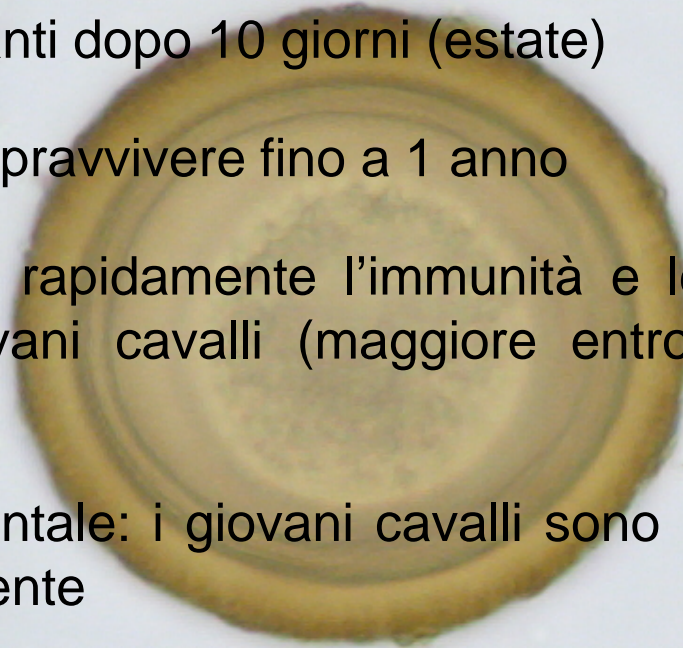 nti dopo 10 giorni (estate)
pravvivere fino a 1 anno
rapidamente l'immunità e l
vani cavalli (maggiore entro
ntale: i giovani cavalli sono
ente